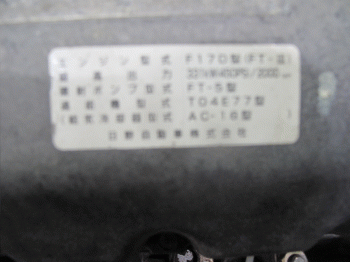 エンジン型式 F17D型(FT-Ⅲ)
最高出力 331kW(450PS)/2000
噴射ポンプ型式 FT-5型
過給機型式 TD4E77型
(給気冷却器型式 AC-16型)
日野自動車株式会社